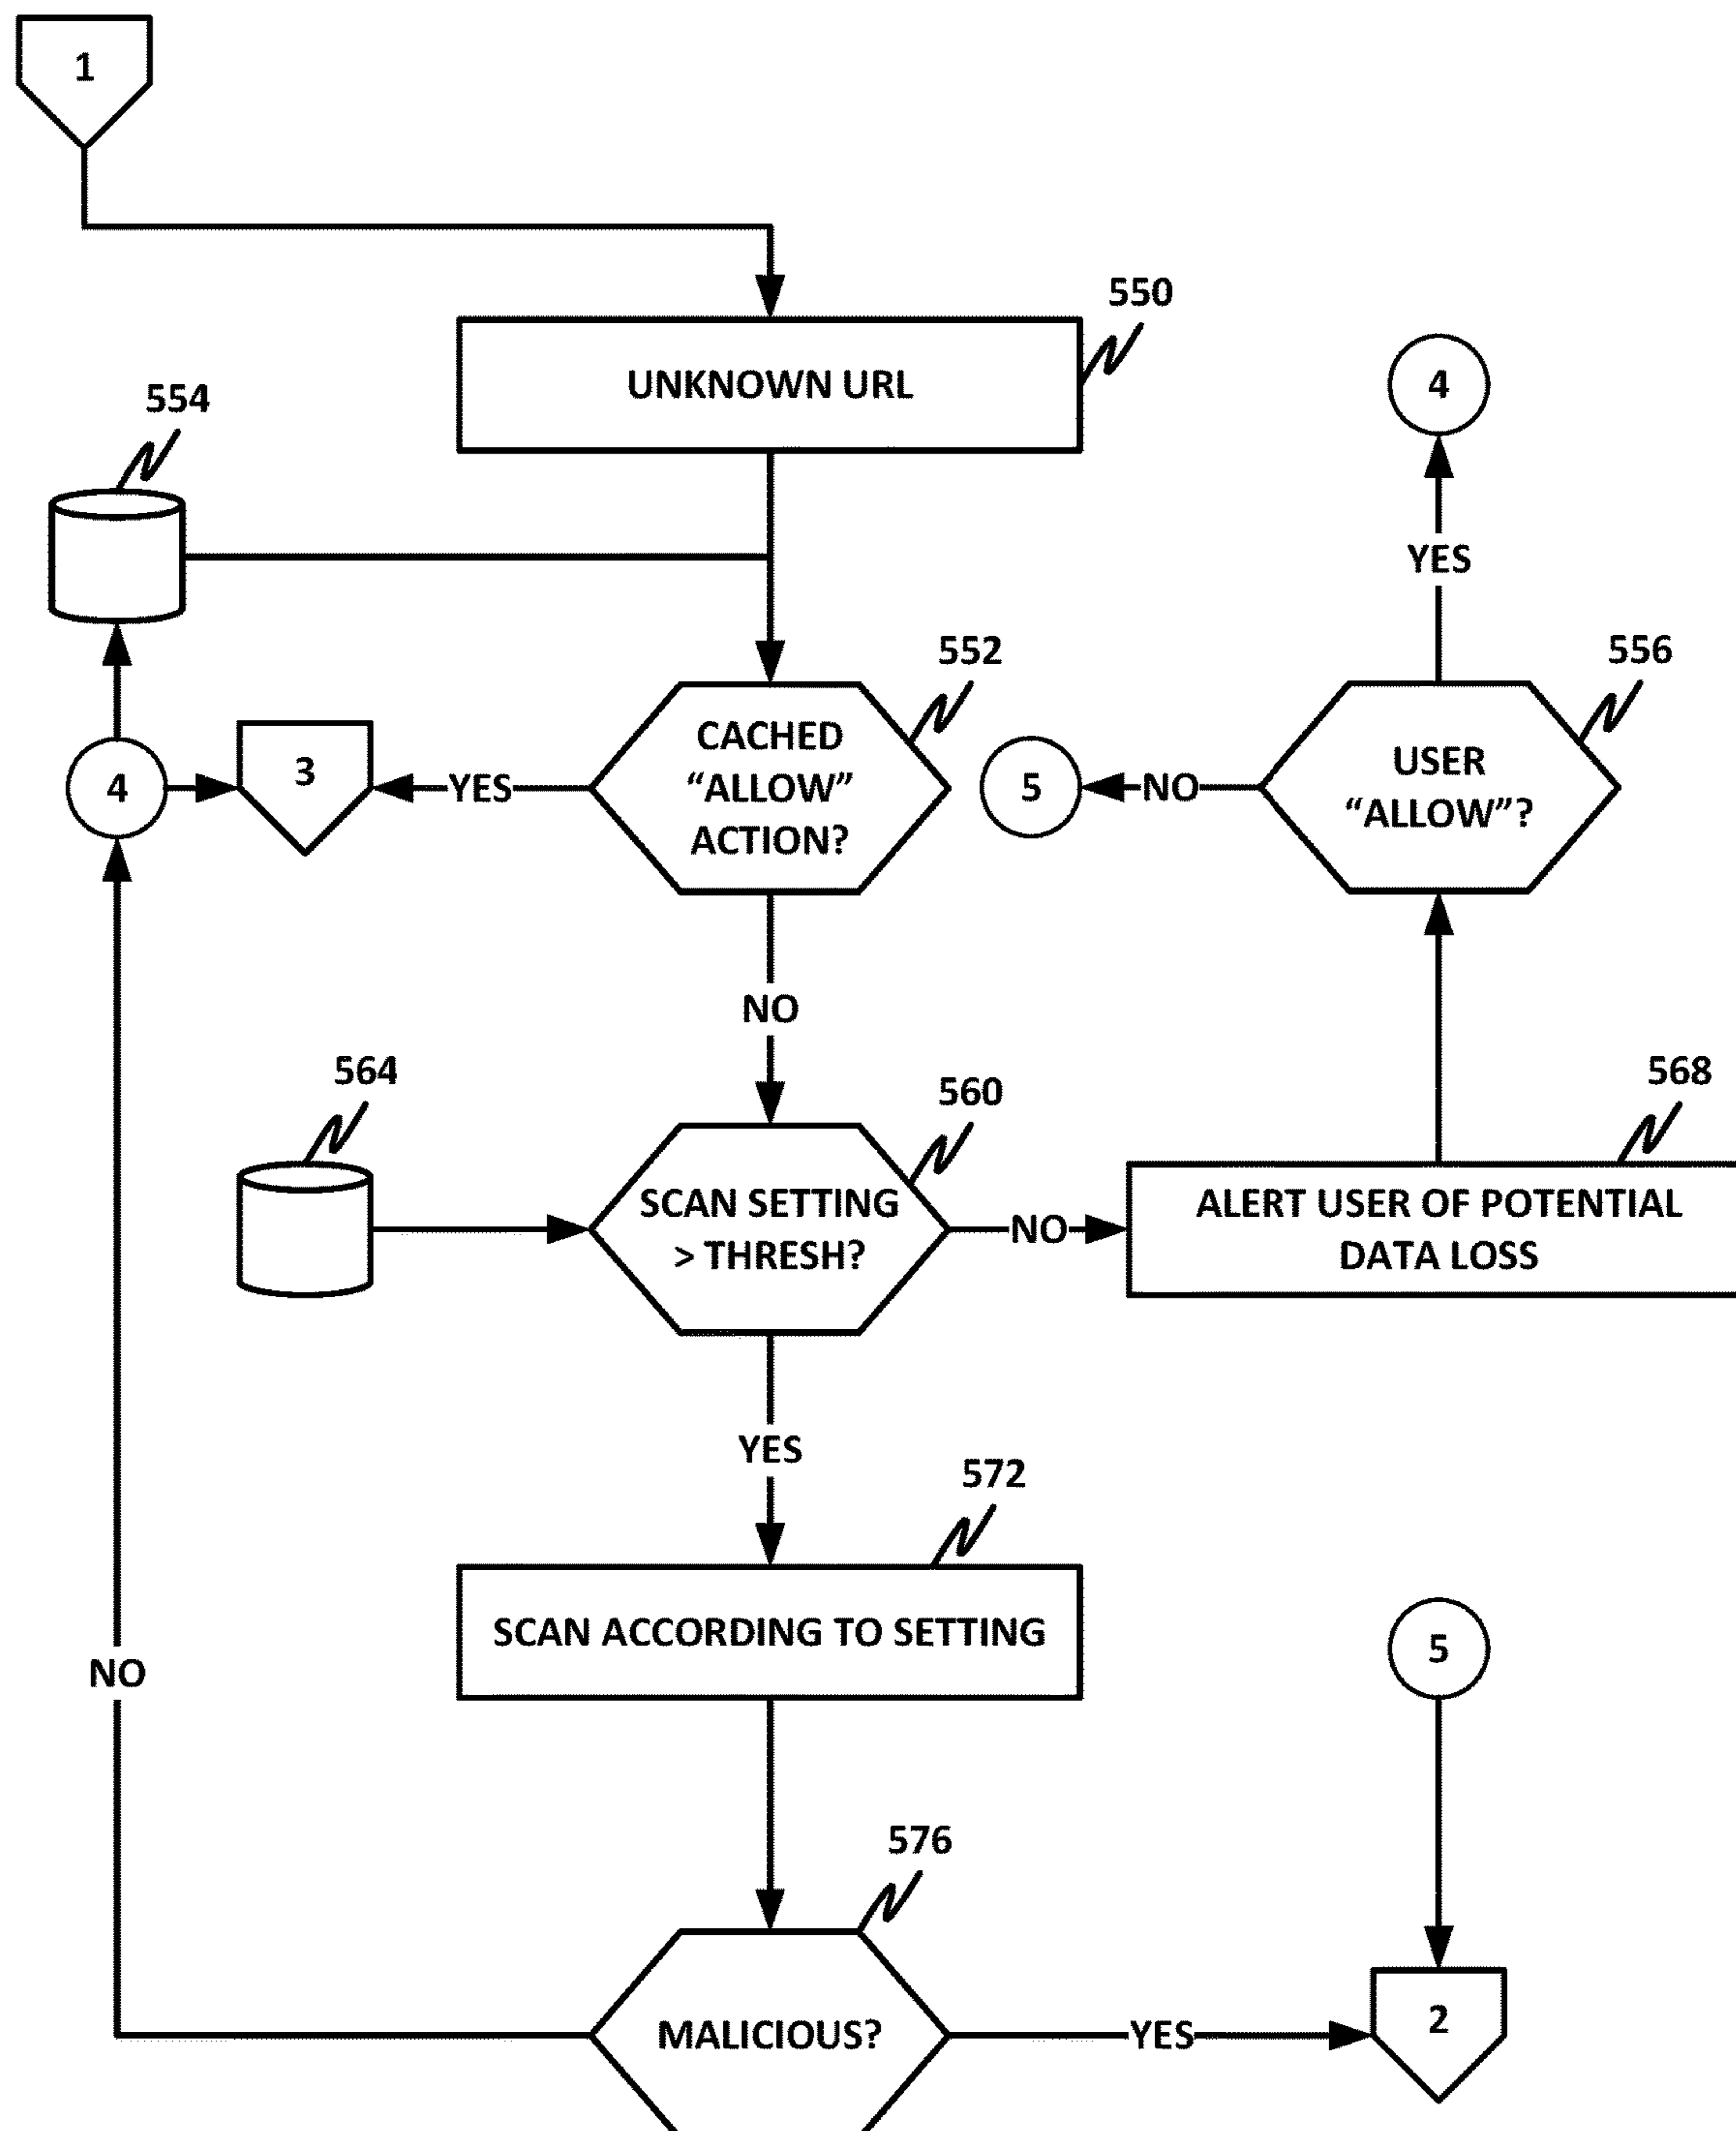 1
550
UNKNOWN URL
4
554
YES
552
556
CACHED
“ALLOW”
ACTION?
USER
“ALLOW”?
4
3
YES
5
NO
NO
564
560
568
SCAN SETTING
> THRESH?
NO
ALERT USER OF POTENTIAL
DATA LOSS
YES
572
SCAN ACCORDING TO SETTING
5
NO
576
MALICIOUS?
YES
2